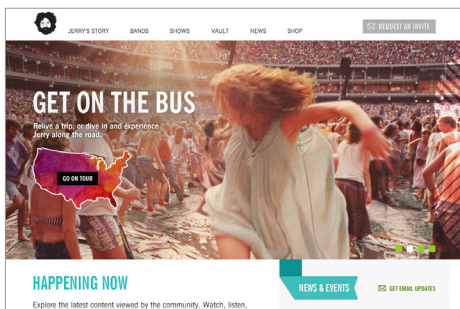 JERRY'S STORY BANDS SHOWS VAULT NEWS SHOP REQUEST AN INVITE
GET ON THE BUS
Relive a trip, or dive in and experience
Jerry along the road.
GO ON TOUR
HAPPENING NOW
NEWS & EVENTS
GET EMAIL UPDATES
Explore the latest content viewed by the community. Watch, listen,